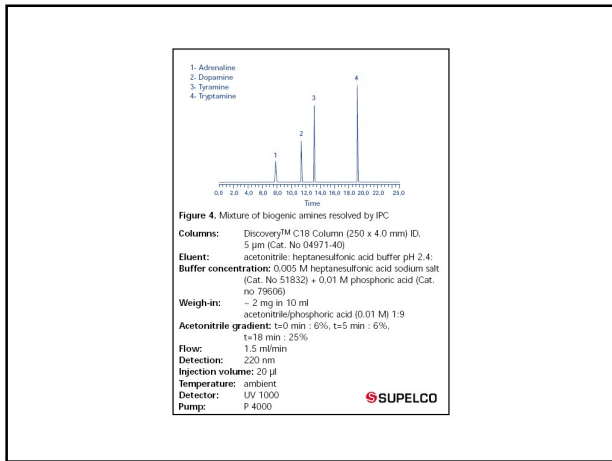 1- Adrenaline
2- Dopamine
3- Tyramine
4- Tryptamine
1
2
3
4
0,0 2,0 4,0 6,0 8,0 10,0 12,0 14,0 16,0 18,0 20,0 22,0 25,0
Time
Figure 4. Mixture of biogenic amines resolved by IPC
Columns: Discovery™ C18 Column (250 x 4.0 mm) ID,
5 µm (Cat. No 04971-40)
Eluent: acetonitrile: heptanesulfonic acid buffer pH 2.4:
Buffer concentration: 0,005 M heptanesulfonic acid sodium salt
(Cat. No 51832) + 0,01 M phosphoric acid (Cat.
no 79606)
Weigh-in: ~ 2 mg in 10 ml
acetonitrile/phosphoric acid (0.01 M) 1:9
Acetonitrile gradient: t=0 min : 6%, t=5 min : 6%,
t=18 min : 25%
Flow: 1.5 ml/min
Detection: 220 nm
Injection volume: 20 µl
Temperature: ambient
Detector: UV 1000
Pump: P 4000
SUPELCO